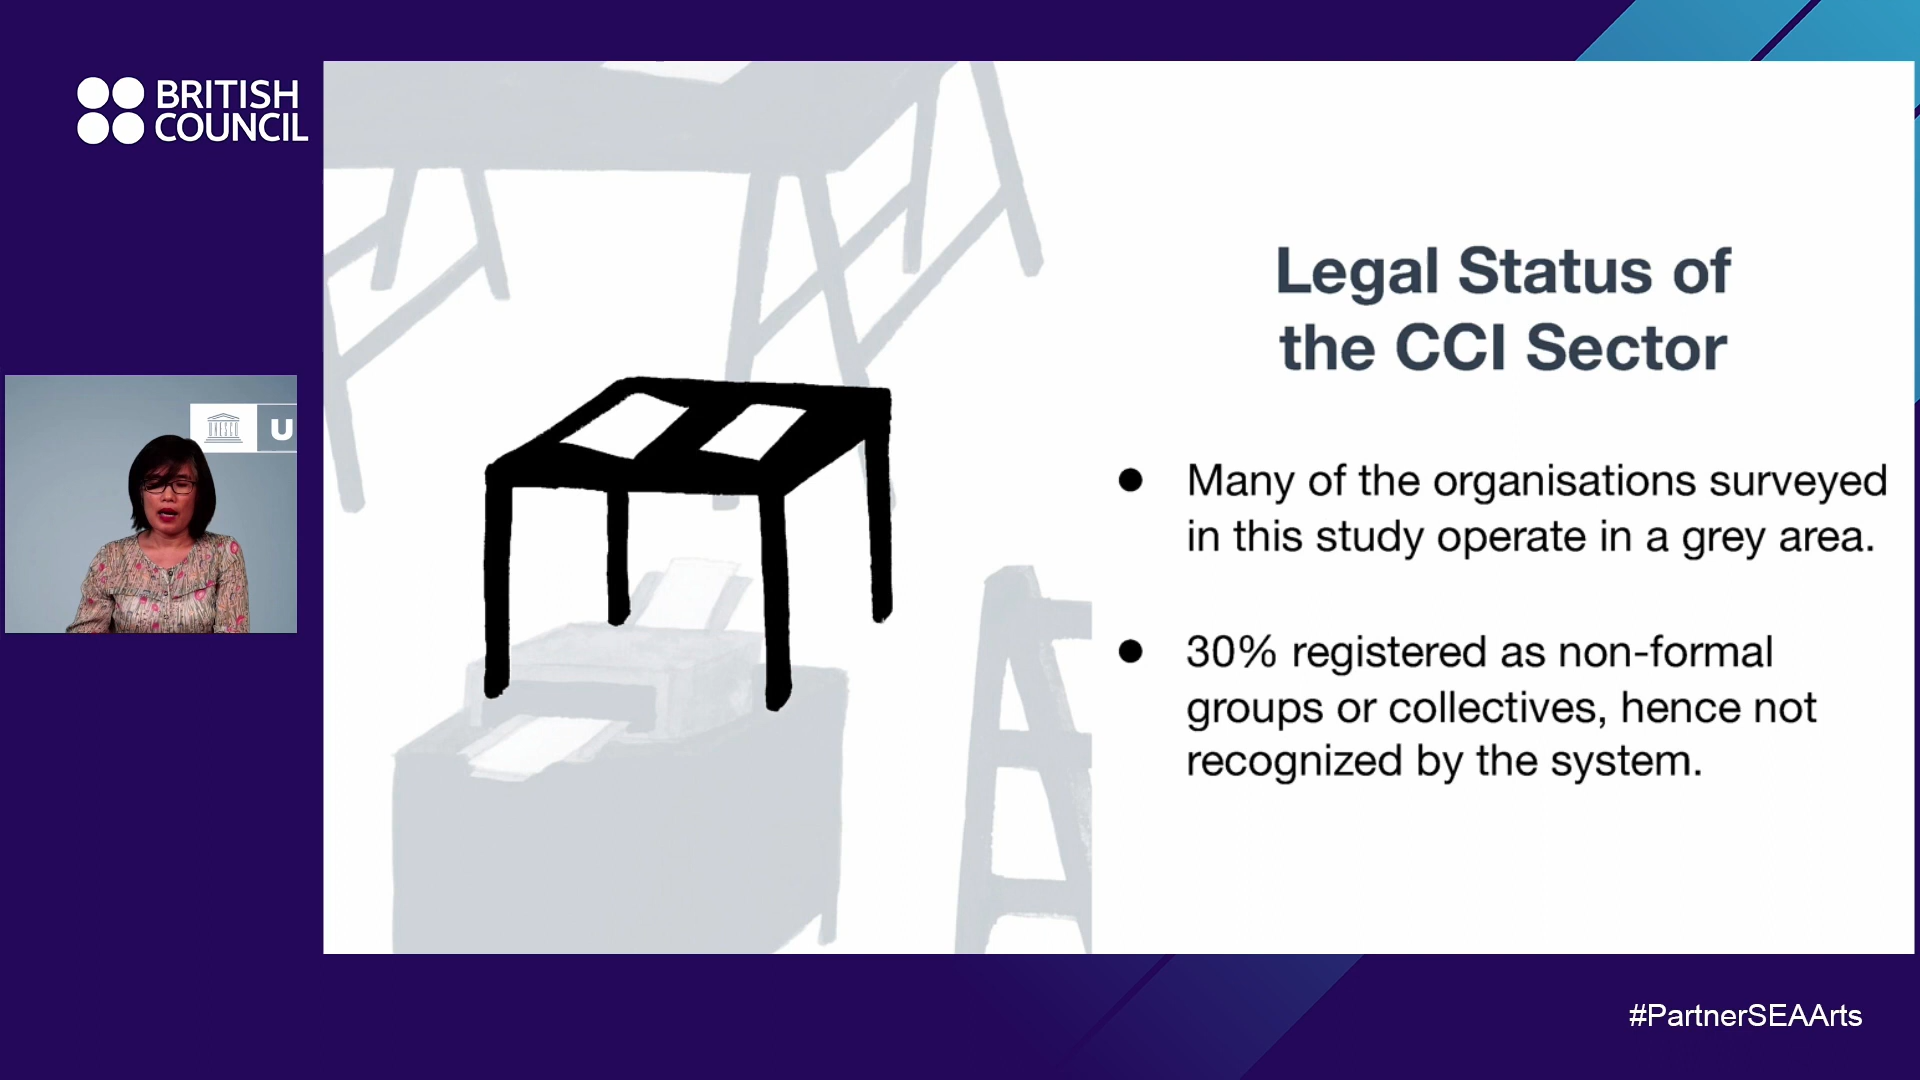 BRITISH
COUNCIL
UNESCO
U
Legal Status of
the CCI Sector
● Many of the organisations surveyed
in this study operate in a grey area.
● 30% registered as non-formal
groups or collectives, hence not
recognized by the system.
#PartnerSEAArts